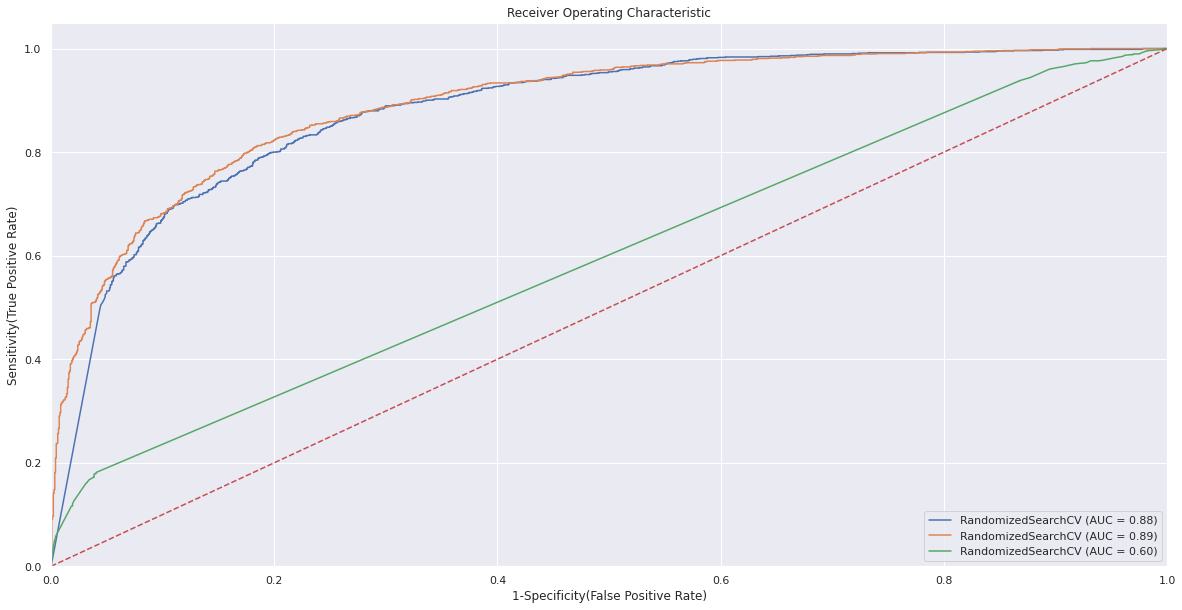 Receiver Operating Characteristic
1.0
0.8
0.6
0.4
0.2
0.0
Sensitivity(True Positive Rate)
0.0
0.2
0.4
0.6
0.8
1.0
1-Specificity(False Positive Rate)
RandomizedSearchCV (AUC = 0.88)
RandomizedSearchCV (AUC = 0.89)
RandomizedSearchCV (AUC = 0.60)